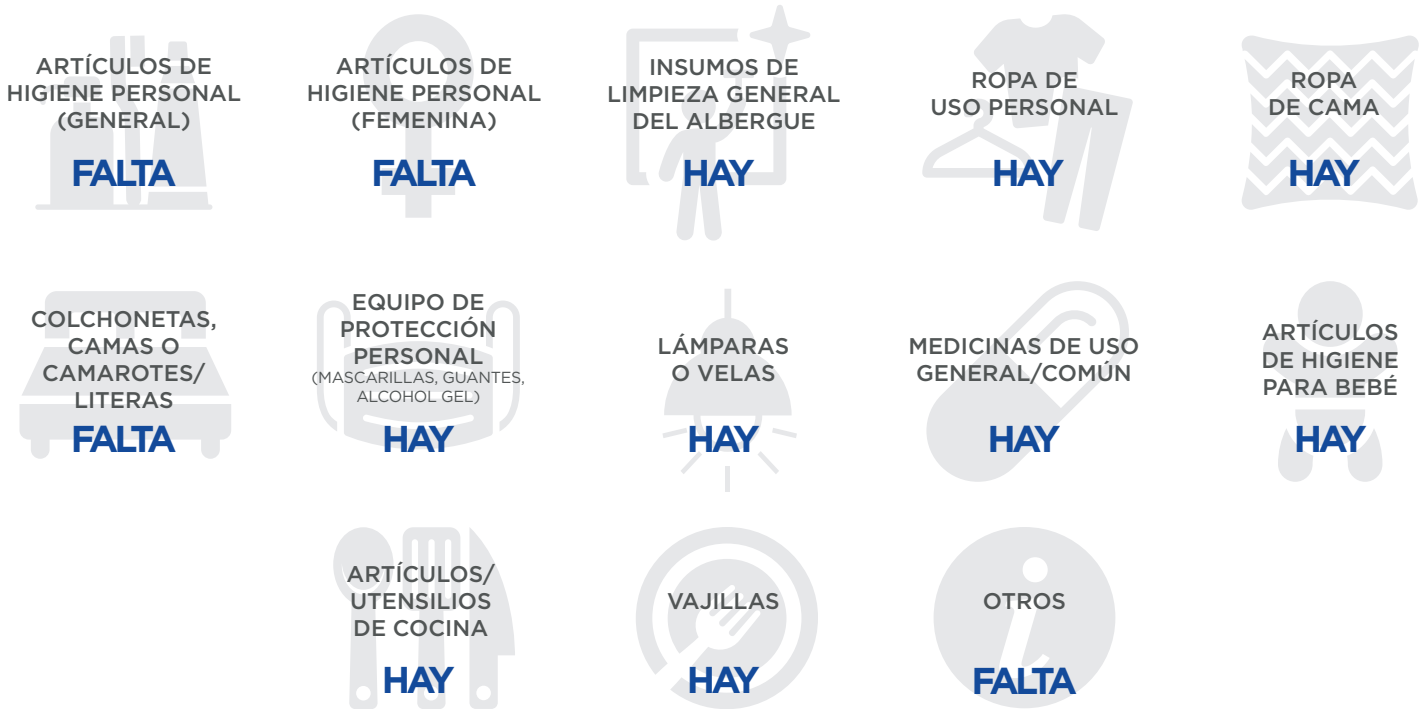 ARTÍCULOS DE
HIGIENE PERSONAL
(GENERAL)
FALTA
ARTÍCULOS DE
HIGIENE PERSONAL
(FEMENINA)
FALTA
INSUMOS DE
LIMPIEZA GENERAL
DEL ALBERGUE
HAY
ROPA DE
USO PERSONAL
HAY
ROPA
DE CAMA
HAY
COLCHONETAS,
CAMAS O
CAMAROTES/
LITERAS
FALTA
EQUIPO DE
PROTECCIÓN
PERSONAL
(MASCARILLAS, GUANTES,
ALCOHOL GEL)
HAY
LÁMPARAS
O VELAS
HAY
MEDICINAS DE USO
GENERAL/COMÚN
HAY
ARTÍCULOS
DE HIGIENE
PARA BEBÉ
HAY
ARTÍCULOS/
UTENSILIOS
DE COCINA
HAY
VAJILLAS
HAY
OTROS
FALTA